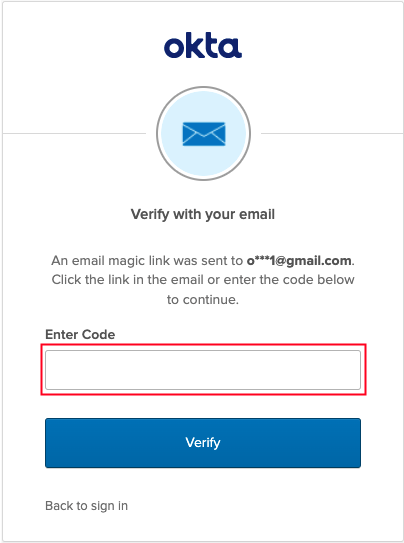 okta
Verify with your email
An email magic link was sent to o***1@gmail.com.
Click the link in the email or enter the code below
to continue.
Enter Code
Verify
Back to sign in